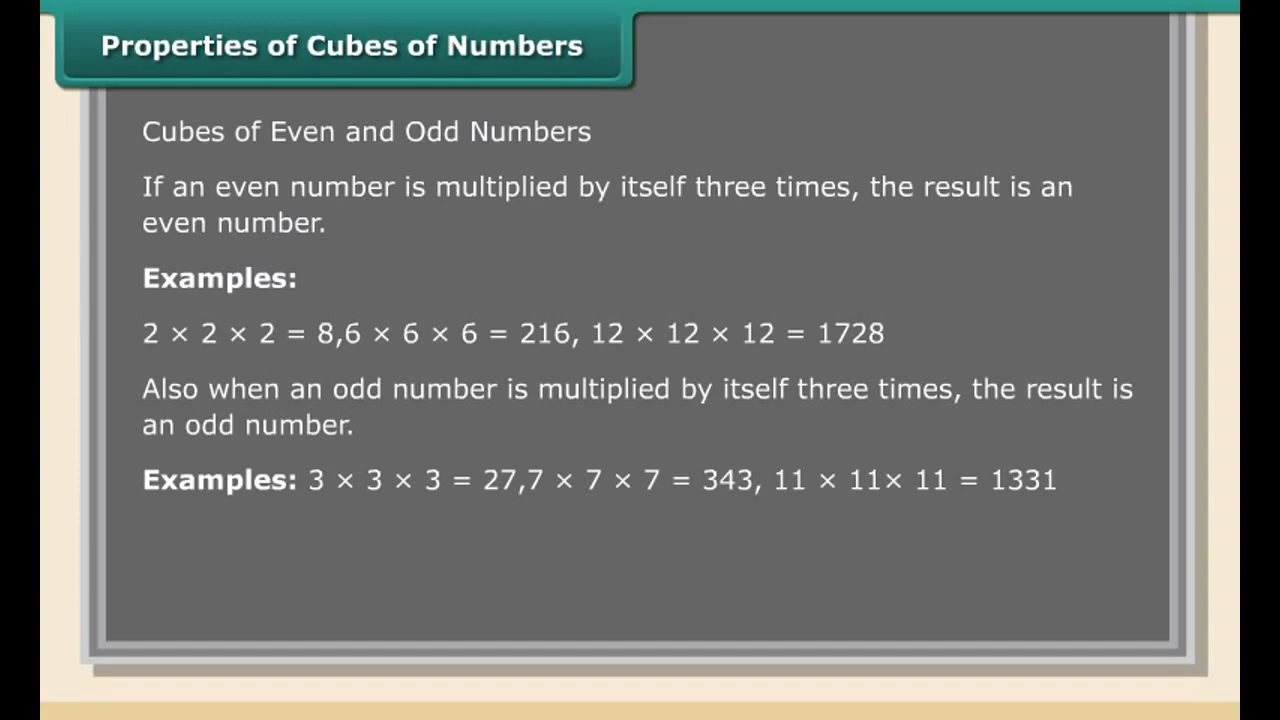 Properties of Cubes of Numbers
Cubes of Even and Odd Numbers
If an even number is multiplied by itself three times, the result is an
even number.
Examples:
2 × 2 × 2 = 8,6 × 6 × 6 = 216, 12 × 12 × 12 = 1728
Also when an odd number is multiplied by itself three times, the result is
an odd number.
Examples: 3 × 3 × 3 = 27,7 × 7 × 7 = 343, 11 × 11× 11 = 1331